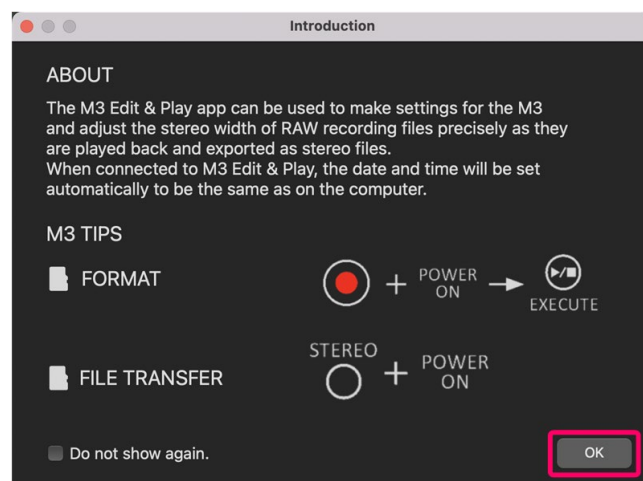 Introduction
ABOUT
The M3 Edit & Play app can be used to make settings for the M3
and adjust the stereo width of RAW recording files precisely as they
are played back and exported as stereo files.
When connected to M3 Edit & Play, the date and time will be set
automatically to be the same as on the computer.
M3 TIPS
FORMAT
+ POWER
ON
EXECUTE
FILE TRANSFER
STEREO
+ POWER
ON
Do not show again.
OK